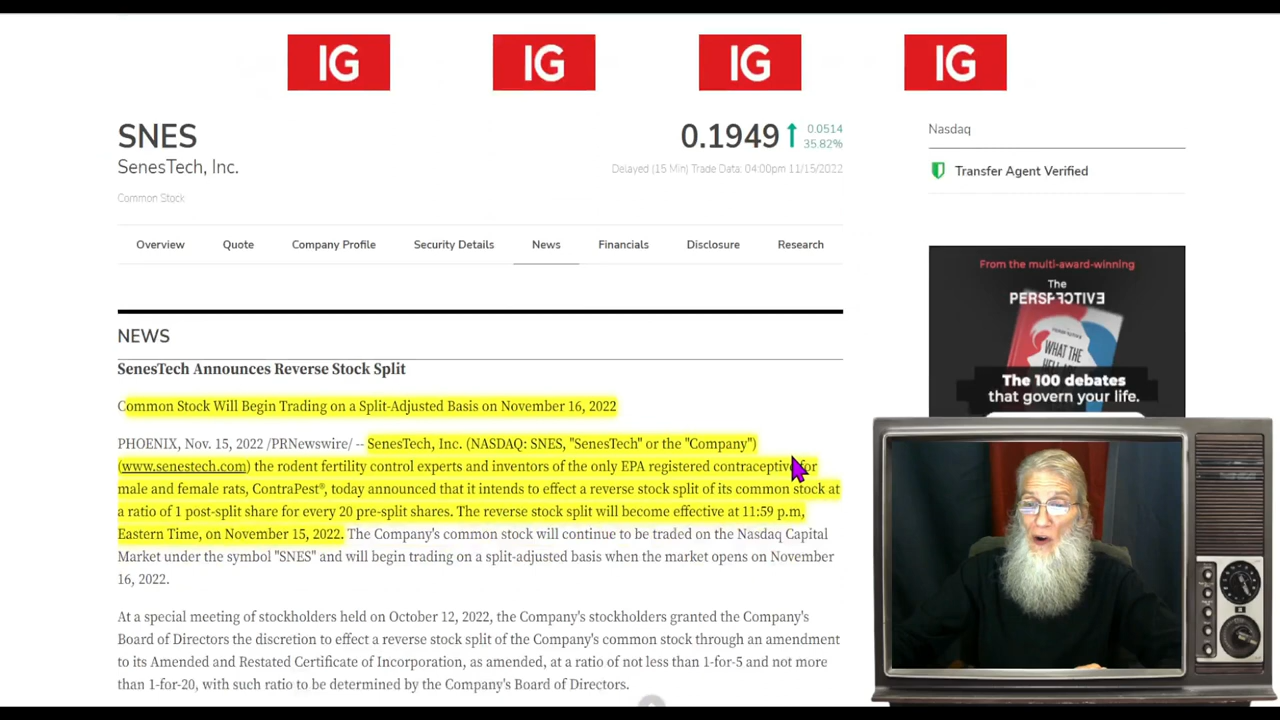 IG IG IG IG
SNES
SenesTech, Inc.
Common Stock
0.1949
0.0514
35.82%
Delayed (15 Min) Trade Data: 04:00pm 11/15/2022
Nasdaq
Transfer Agent Verified
Overview Quote Company Profile Security Details News Financials Disclosure Research
NEWS
SenesTech Announces Reverse Stock Split
Common Stock Will Begin Trading on a Split-Adjusted Basis on November 16, 2022
PHOENIX, Nov. 15, 2022 /PRNewswire/ -- SenesTech, Inc. (NASDAQ: SNES, "SenesTech" or the "Company")
(www.senestech.com) the rodent fertility control experts and inventors of the only EPA registered contraceptive for
male and female rats, ContraPest®, today announced that it intends to effect a reverse stock split of its common stock at
a ratio of 1 post-split share for every 20 pre-split shares. The reverse stock split will become effective at 11:59 p.m,
Eastern Time, on November 15, 2022. The Company's common stock will continue to be traded on the Nasdaq Capital
Market under the symbol "SNES" and will begin trading on a split-adjusted basis when the market opens on November
16, 2022.
At a special meeting of stockholders held on October 12, 2022, the Company's stockholders granted the Company's
Board of Directors the discretion to effect a reverse stock split of the Company's common stock through an amendment
to its Amended and Restated Certificate of Incorporation, as amended, at a ratio of not less than 1-for-5 and not more
than 1-for-20, with such ratio to be determined by the Company's Board of Directors.
From the multi-award-winning
The
PERSPECTIVE
WHAT THE
The 100 debates
that govern your life.